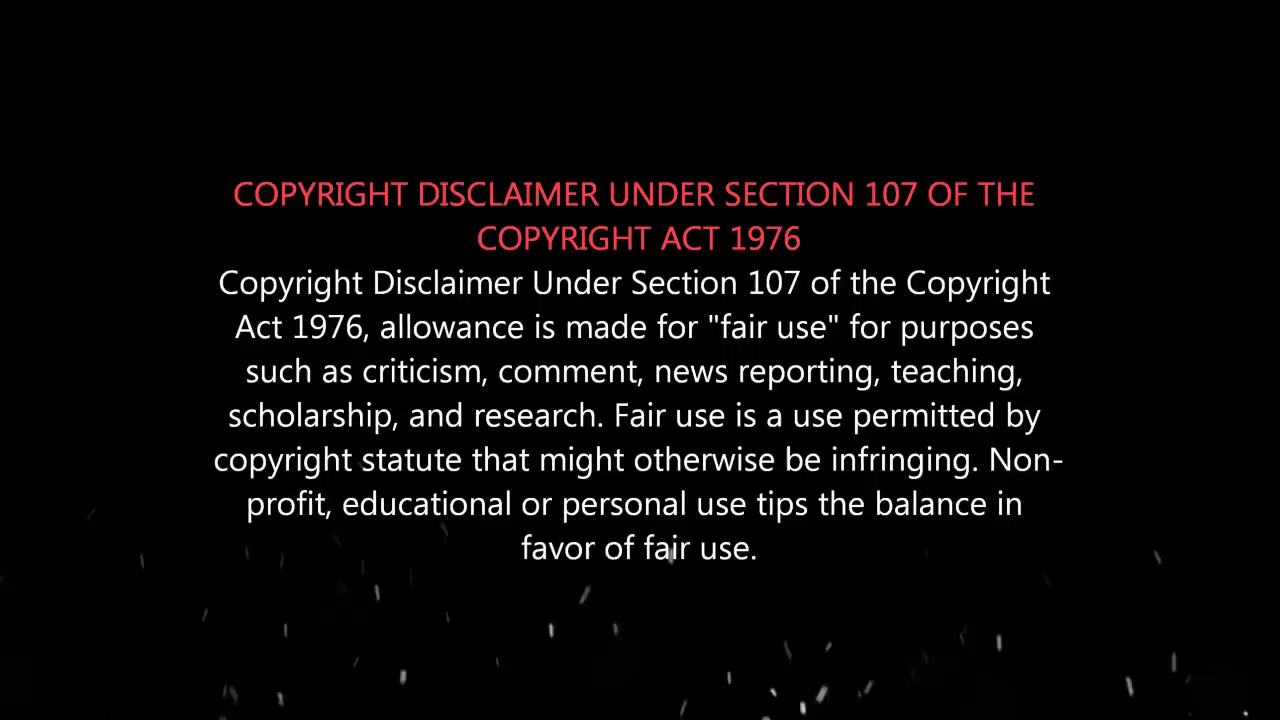 COPYRIGHT DISCLAIMER UNDER SECTION 107 OF THE
COPYRIGHT ACT 1976
Copyright Disclaimer Under Section 107 of the Copyright
Act 1976, allowance is made for "fair use" for purposes
such as criticism, comment, news reporting, teaching,
scholarship, and research. Fair use is a use permitted by
copyright statute that might otherwise be infringing. Non-
profit, educational or personal use tips the balance in
favor of fair use.